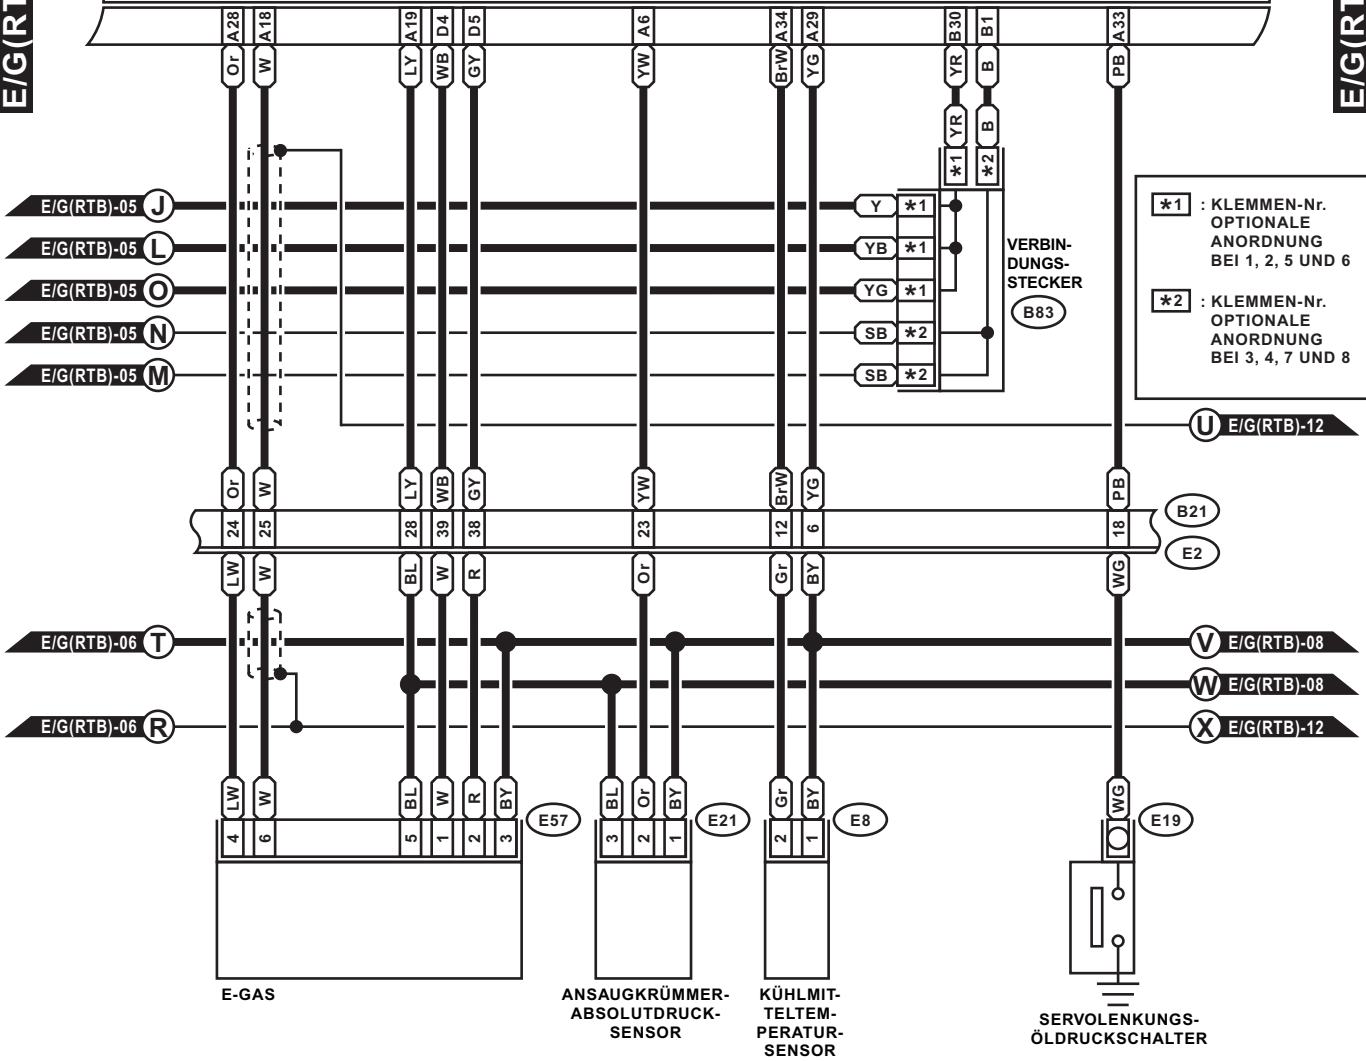 E/G(RT
E/G(RT
A28 A18 A19 D4 D5 A6 A34 A29 B30 B1 A33
Or W LY WB GY YW BrW YG YR B PB
YR B
*1 *2
E/G(RTB)-05 J Y *1
E/G(RTB)-05 L YB *1
E/G(RTB)-05 O YG *1
E/G(RTB)-05 N SB *2
E/G(RTB)-05 M SB *2
VERBIN-
DUNGS-
STECKER
B83
*1 : KLEMMEN-Nr.
OPTIONALE
ANORDNUNG
BEI 1, 2, 5 UND 6
*2 : KLEMMEN-Nr.
OPTIONALE
ANORDNUNG
BEI 3, 4, 7 UND 8
U E/G(RTB)-12
Or W LY WB GY YW BrW YG PB
24 25 28 39 38 23 12 6 18
B21
E2
LW W BL W R Or Gr BY WG
E/G(RTB)-06 T V E/G(RTB)-08
W E/G(RTB)-08
E/G(RTB)-06 R X E/G(RTB)-12
LW W BL W R BY BL Or BY Gr BY WG
4 6 5 1 2 3 E57 3 2 1 E21 2 1 E8 E19
E-GAS
ANSAUGKRÜMMER-
ABSOLUTDRUCK-
SENSOR
KÜHLMIT-
TELTEM-
PERATUR-
SENSOR
SERVOLENKUNGS-
ÖLDRUCKSCHALTER